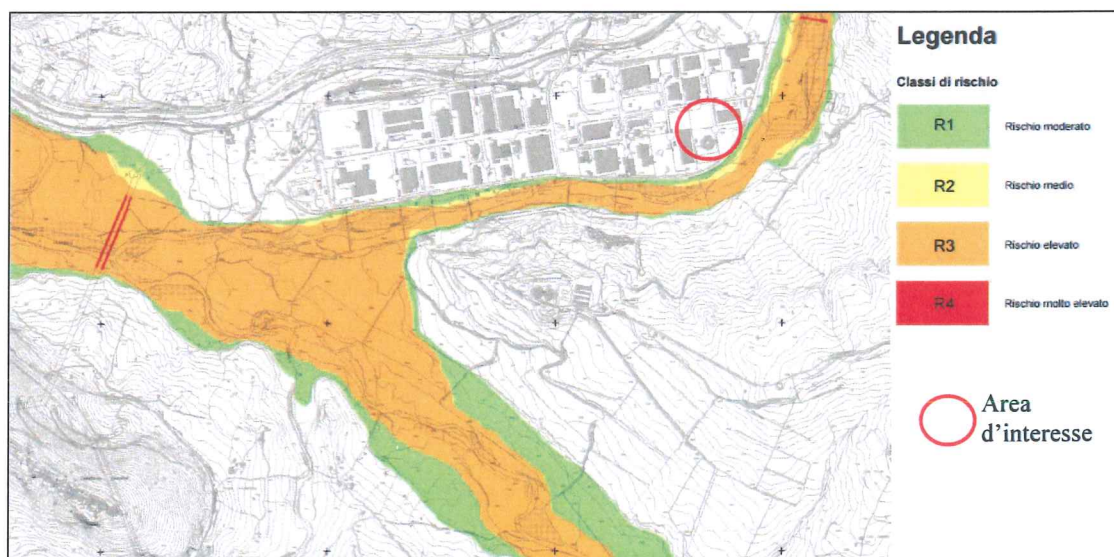 Legenda
Classi di rischio
R1
Rischio moderato
R2
Rischio medio
R3
Rischio elevato
R4
Rischio molto elevato
Area
d'interesse